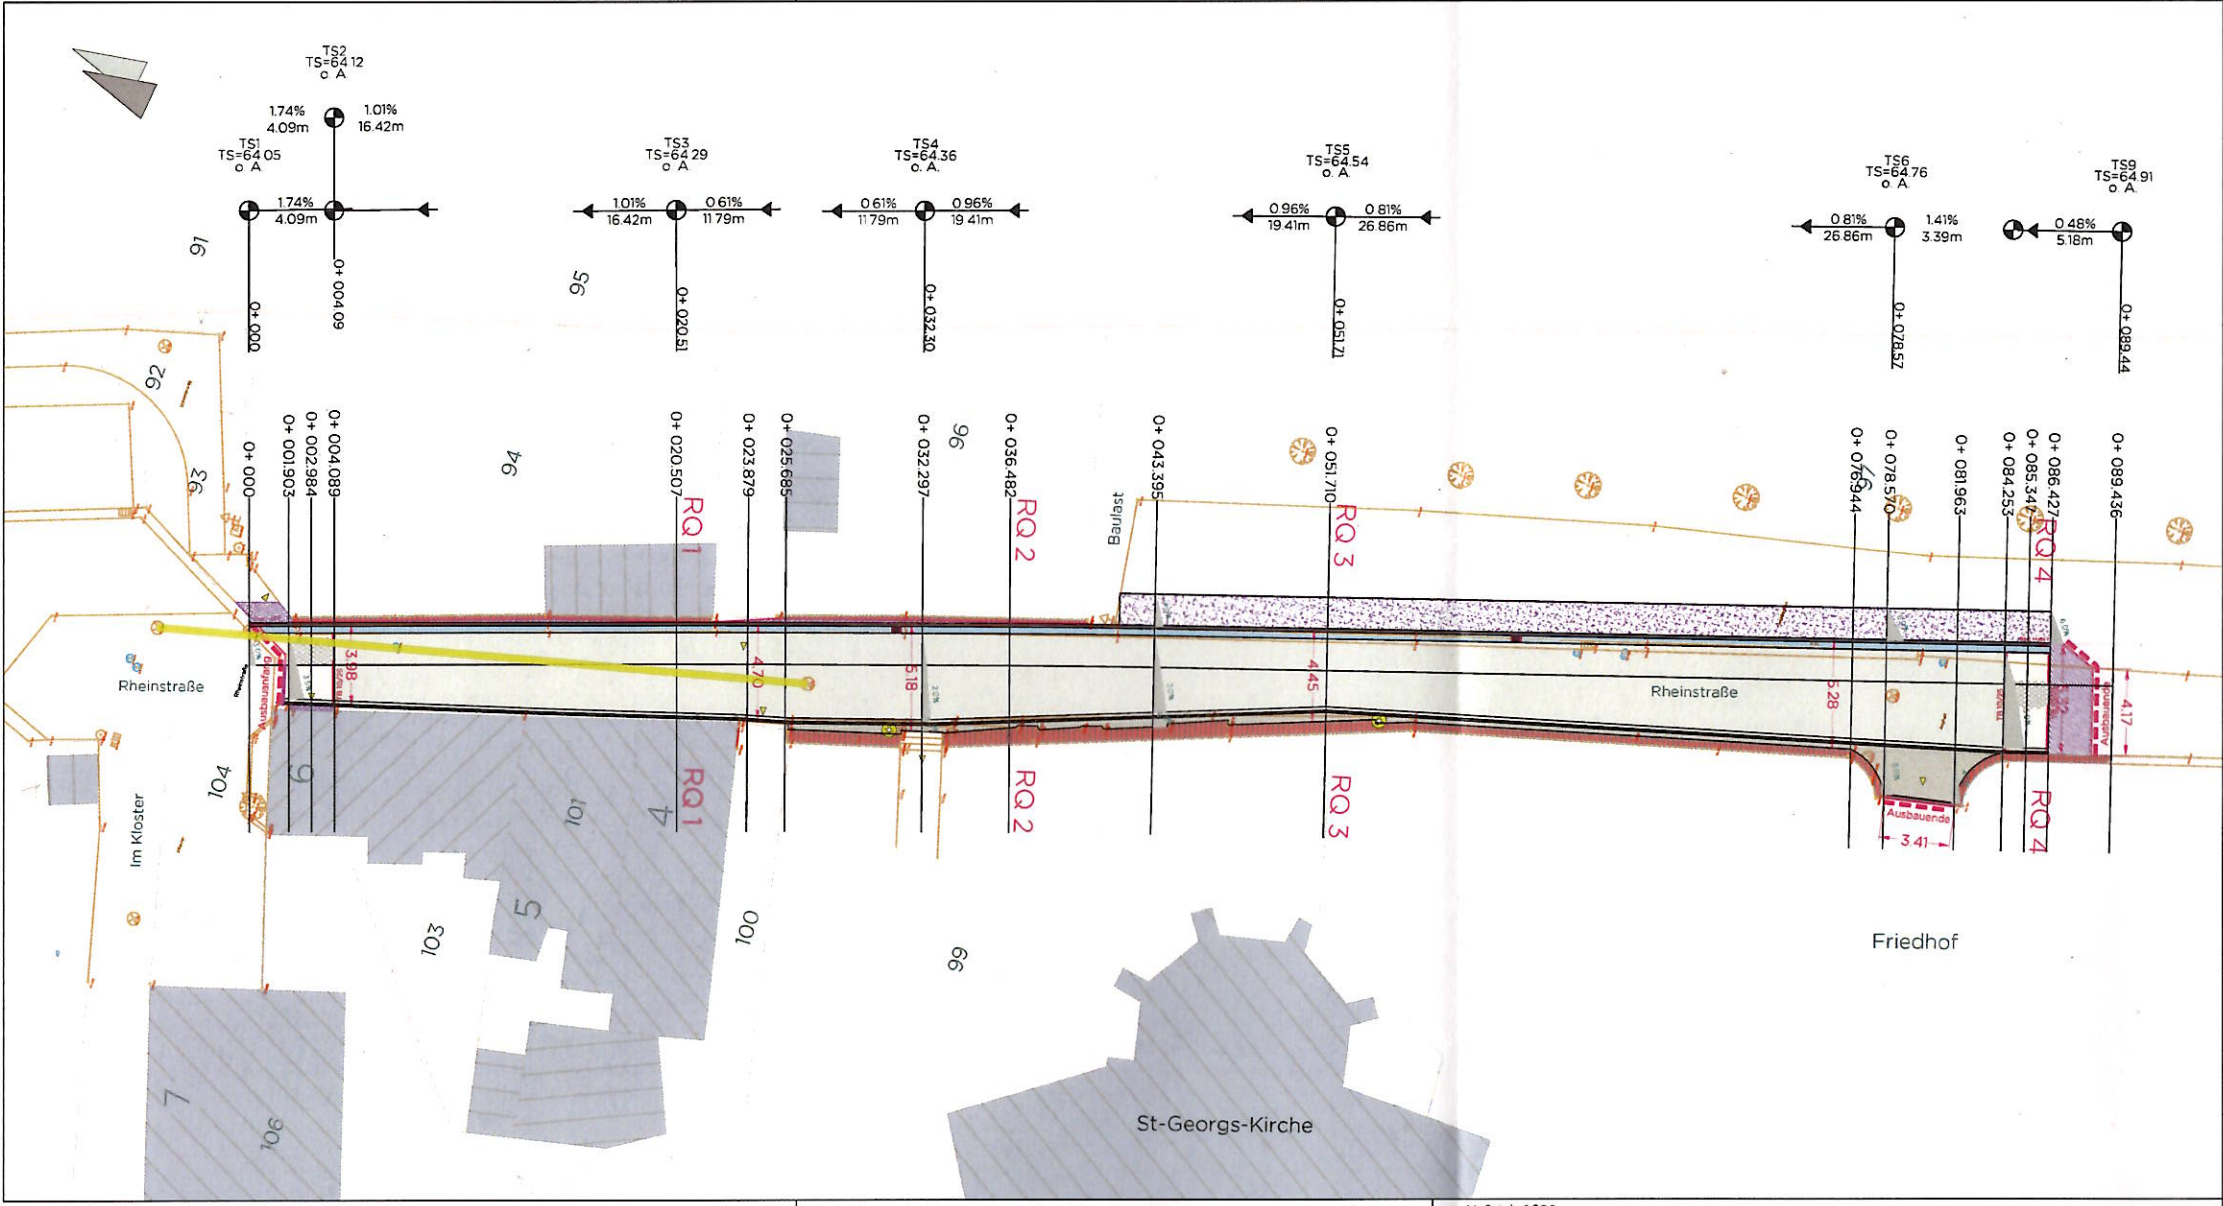 TS2
TS=64.12
o. A.
1.74%
4.09m
1.01%
16.42m
TS1
TS=64.05
o. A.
1.74%
4.09m
0+ 000
0+ 004.09
TS3
TS=64.29
o. A.
1.01%
16.42m
0.61%
11.79m
0+ 020.51
TS4
TS=64.36
o. A.
0.61%
11.79m
0.96%
19.41m
0+ 032.30
TS5
TS=64.54
o. A.
0.96%
19.41m
0.81%
26.86m
0+ 051.71
TS6
TS=64.76
o. A.
0.81%
26.86m
1.41%
3.39m
0+ 078.57
TS9
TS=64.91
o. A.
0.48%
5.18m
0+ 089.44
91
92
93
94
95
96
0+ 000
0+ 001.903
0+ 002.984
0+ 004.089
0+ 020.507
RQ 1
0+ 023.879
0+ 025.685
0+ 032.297
0+ 036.482
RQ 2
Baulast
0+ 043.395
0+ 051.710
RQ 3
0+ 076.944
0+ 078.570
0+ 081.963
0+ 084.253
0+ 085.347
0+ 086.427
RQ 4
0+ 089.436
Rheinstraße
Ausbauanfang
3.98
4.70
5.18
4.45
Rheinstraße
5.28
Ausbauende
4.17
Ausbauende
3.41
RQ 1
RQ 2
RQ 3
RQ 4
Im Kloster
104
6
101
4
5
103
100
99
7
106
St-Georgs-Kirche
Friedhof